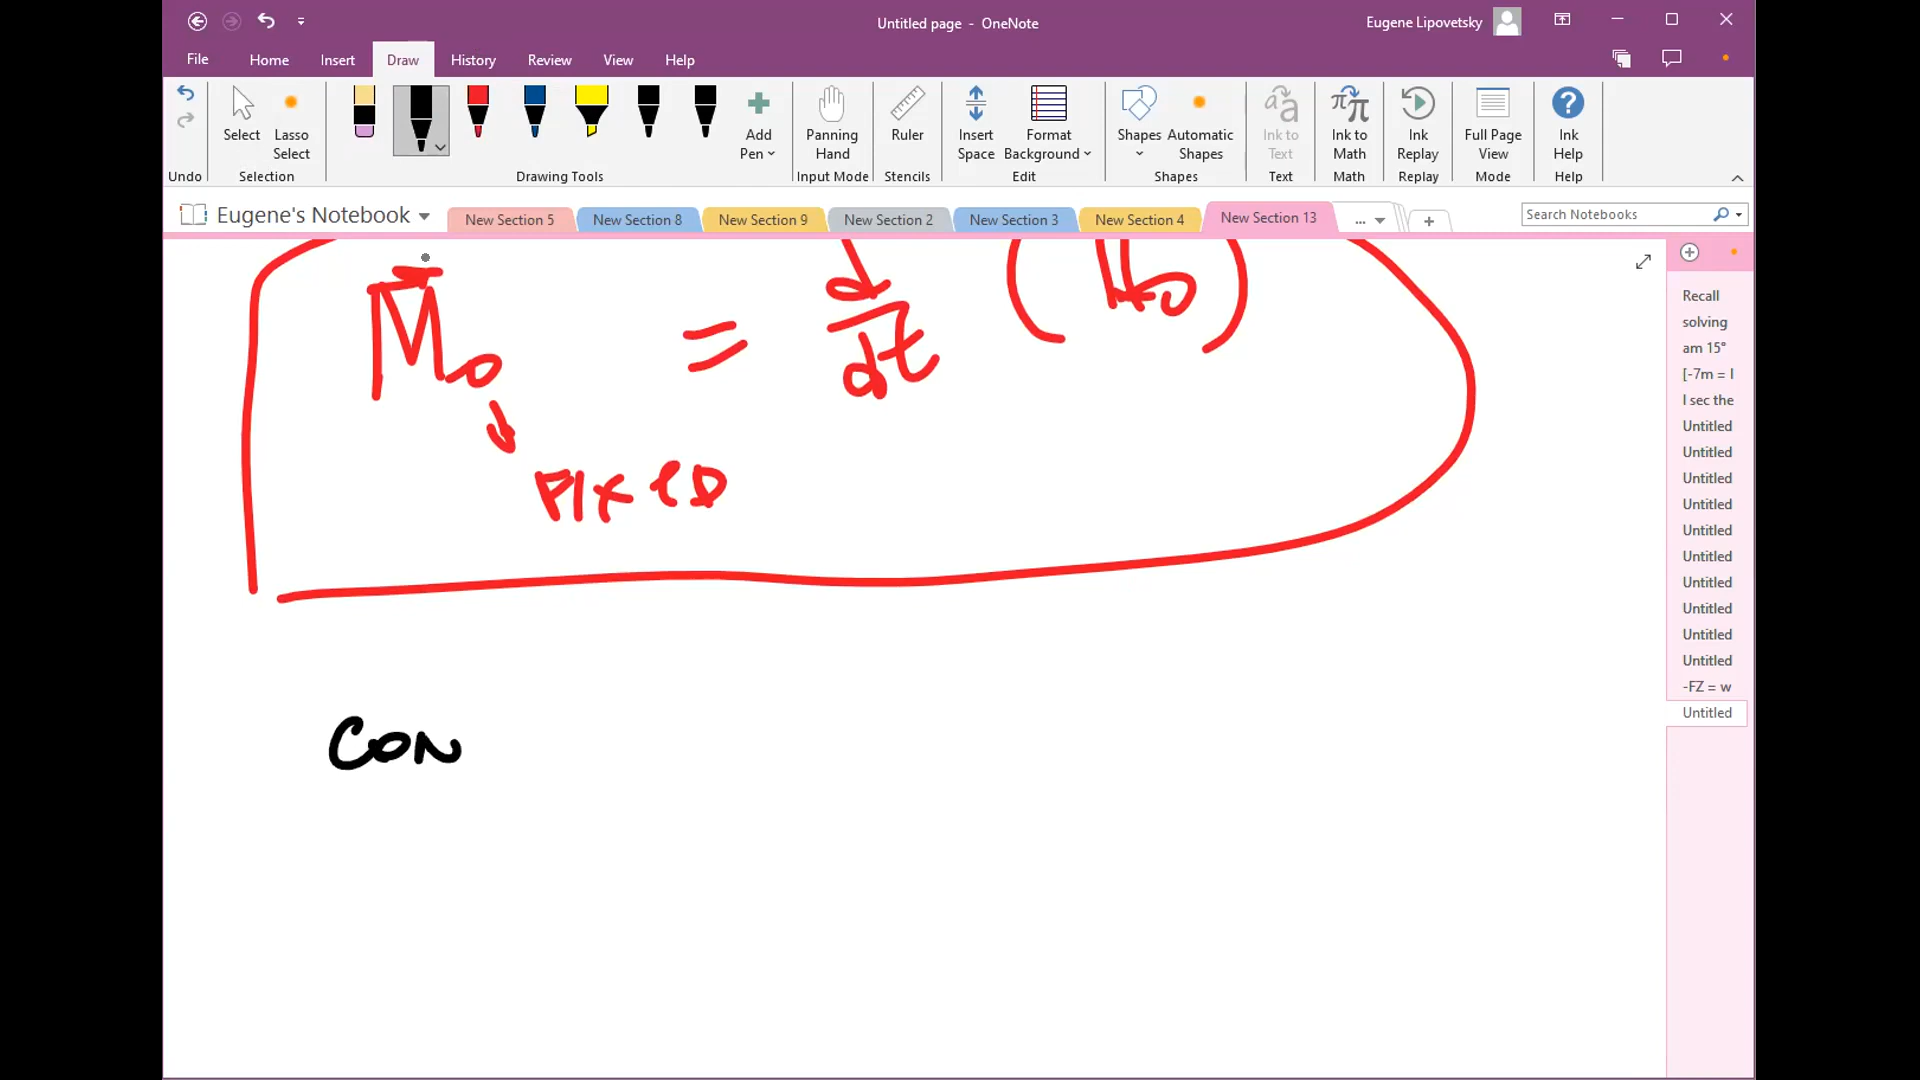 Untitled page - OneNote
Eugene Lipovetsky
File Home Insert Draw History Review View Help
Select
Lasso Select
Add Pen
Panning Hand
Ruler
Insert Space
Format Background
Shapes
Automatic Shapes
Ink to Text
Ink to Math
Ink Replay
Full Page View
Ink Help
Undo Selection Drawing Tools Input Mode Stencils Edit Shapes Text Math Replay Mode Help
Eugene's Notebook
New Section 5 New Section 8 New Section 9 New Section 2 New Section 3 New Section 4 New Section 13 ...
Search Notebooks
M₀ = d/dt (H₀)
FIXED
CON
Recall
solving
am 15°
[-7m = I
I sec the
Untitled
Untitled
Untitled
Untitled
Untitled
Untitled
Untitled
Untitled
Untitled
Untitled
-FZ = w
Untitled